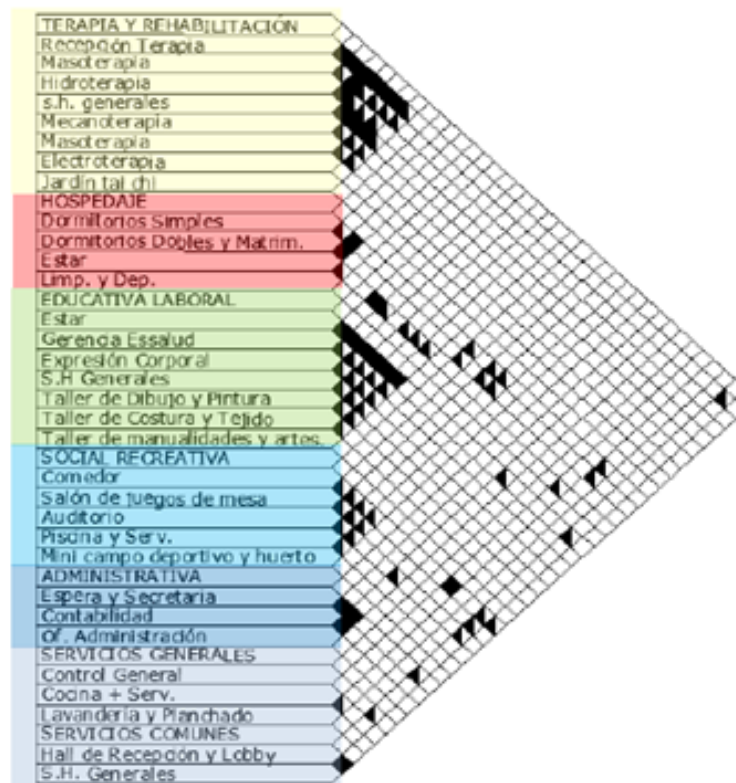 TERAPIA Y REHABILITACIÓN
Recepción Terapia
Masoterapia
Hidroterapia
s.h. generales
Mecanoterapia
Masoterapia
Electroterapia
Jardín tai chi
HOSPEDAJE
Dormitorios Simples
Dormitorios Dobles y Matrim.
Estar
Limp. y Dep.
EDUCATIVA LABORAL
Estar
Gerencia Essalud
Expresión Corporal
S.H Generales
Taller de Dibujo y Pintura
Taller de Costura y Tejido
Taller de manualidades y artes.
SOCIAL RECREATIVA
Comedor
Salón de juegos de mesa
Auditorio
Piscina y Serv.
Mini campo deportivo y huerto
ADMINISTRATIVA
Espera y Secretaria
Contabilidad
Of. Administración
SERVICIOS GENERALES
Control General
Cocina + Serv.
Lavandería y Planchado
SERVICIOS COMUNES
Hall de Recepción y Lobby
S.H. Generales